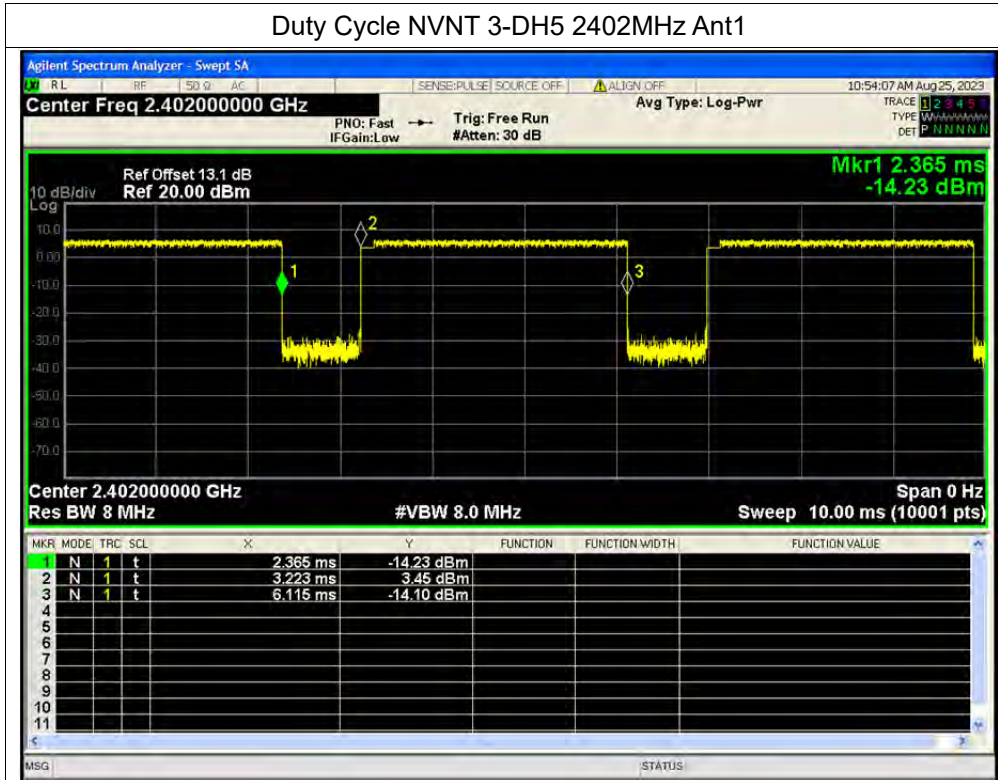 Duty Cycle NVNT 3-DH5 2402MHz Ant1
Agilent Spectrum Analyzer - Swept SA
RL RF 50 Ω AC SENSE:PULSE SOURCE OFF ALIGN OFF 10:54:07 AM Aug 25, 2023
Center Freq 2.402000000 GHz Avg Type: Log-Pwr TRACE 1 2 3 4 5 6
PNO: Fast Trig: Free Run TYPE W
IFGain:Low #Atten: 30 dB DET P N N N N N
Mkr1 2.365 ms
Ref Offset 13.1 dB
10 dB/div Ref 20.00 dBm -14.23 dBm
Log
10.0
0.00
-10.0
-20.0
-30.0
-40.0
-50.0
-60.0
-70.0
1
2
3
Center 2.402000000 GHz Span 0 Hz
Res BW 8 MHz #VBW 8.0 MHz Sweep 10.00 ms (10001 pts)
MKR MODE TRC SCL X Y FUNCTION FUNCTION WIDTH FUNCTION VALUE
1 N 1 t 2.365 ms -14.23 dBm
2 N 1 t 3.223 ms 3.45 dBm
3 N 1 t 6.115 ms -14.10 dBm
4
5
6
7
8
9
10
11
MSG STATUS